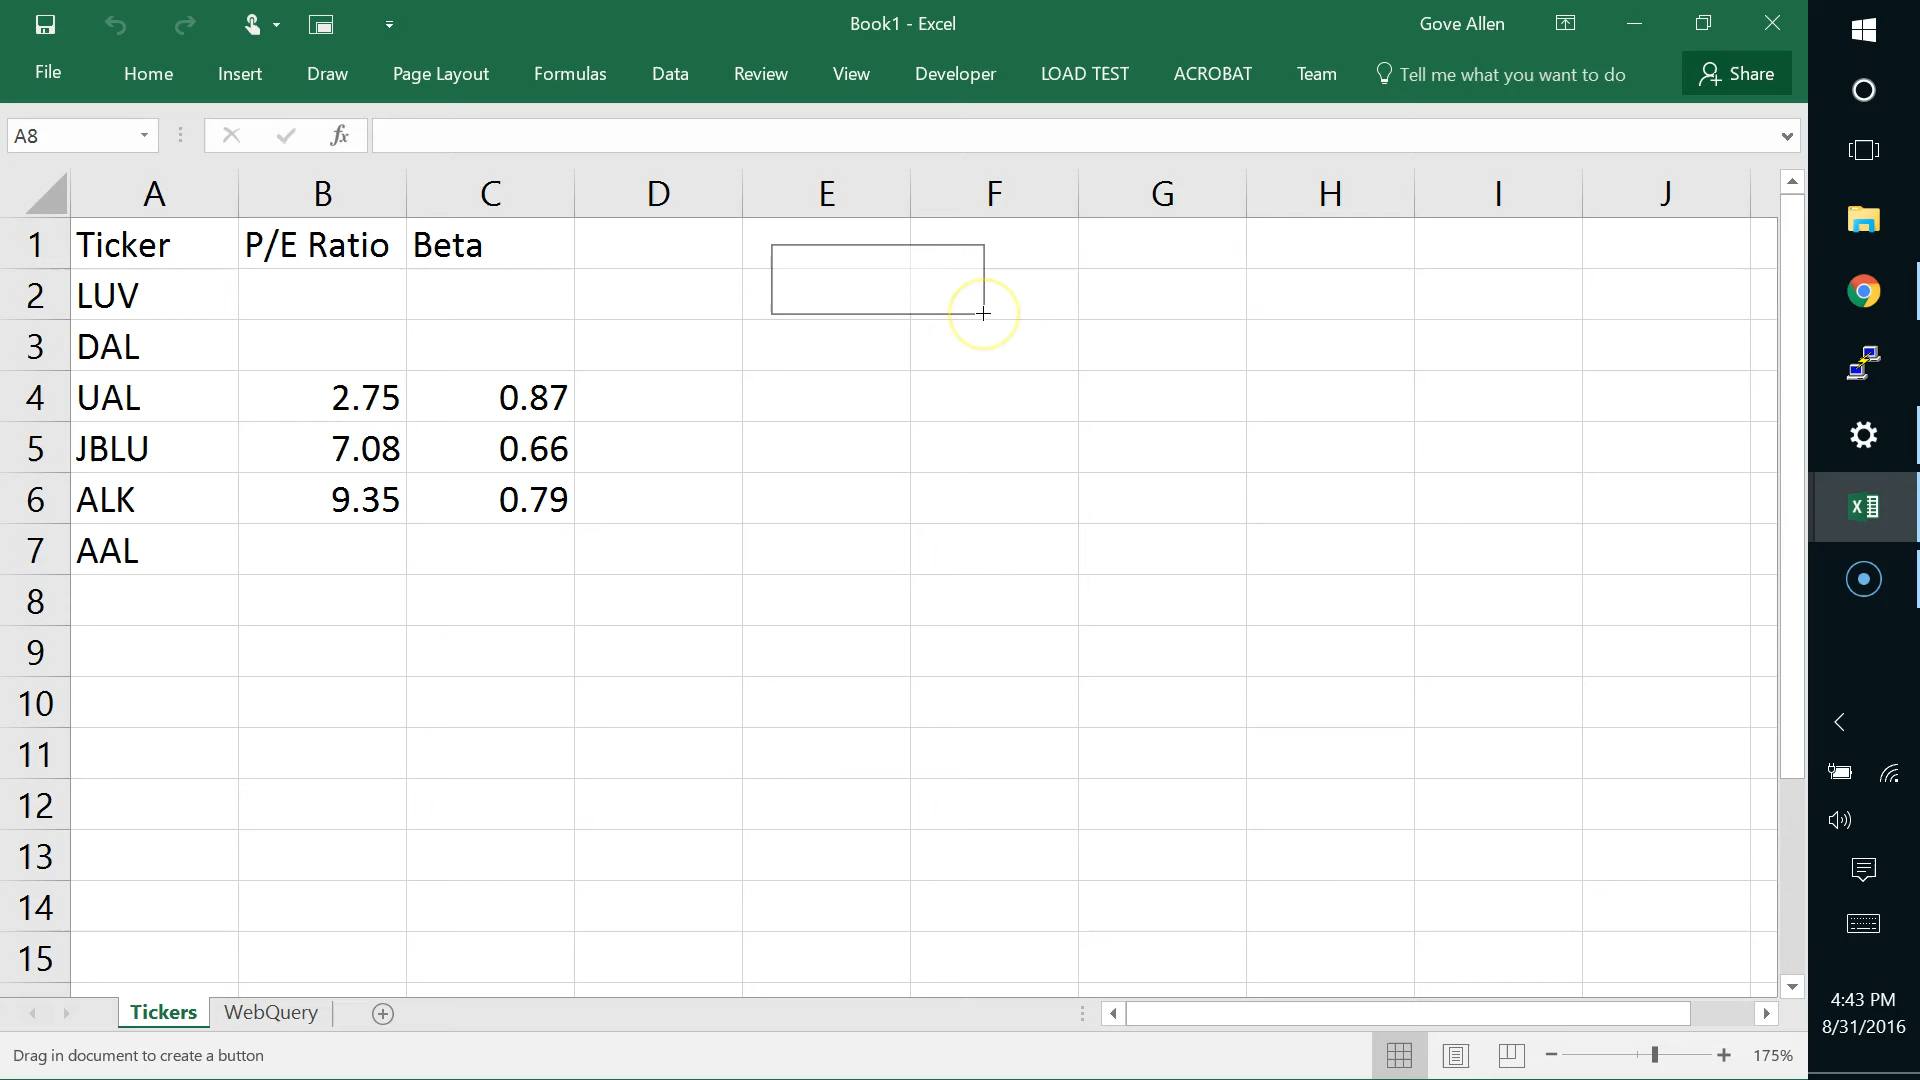 Book1 - Excel
Gove Allen
File Home Insert Draw Page Layout Formulas Data Review View Developer LOAD TEST ACROBAT Team Tell me what you want to do Share
A8 fx
A B C D E F G H I J
1 Ticker P/E Ratio Beta
2 LUV
3 DAL
4 UAL 2.75 0.87
5 JBLU 7.08 0.66
6 ALK 9.35 0.79
7 AAL
8
9
10
11
12
13
14
15
Tickers WebQuery
Drag in document to create a button
175%
4:43 PM
8/31/2016